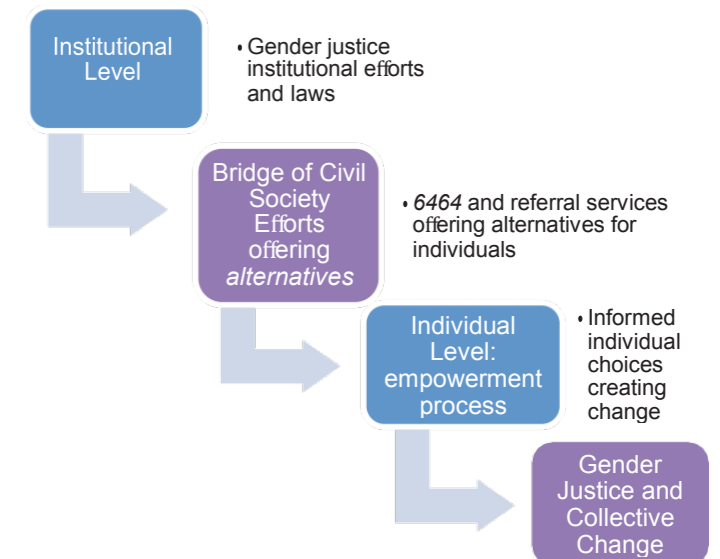 Institutional
Level
• Gender justice
institutional efforts
and laws
Bridge of Civil
Society
Efforts
offering
alternatives
• 6464 and referral services
offering alternatives for
individuals
Individual
Level:
empowerment
process
• Informed
individual
choices
creating
change
Gender
Justice and
Collective
Change